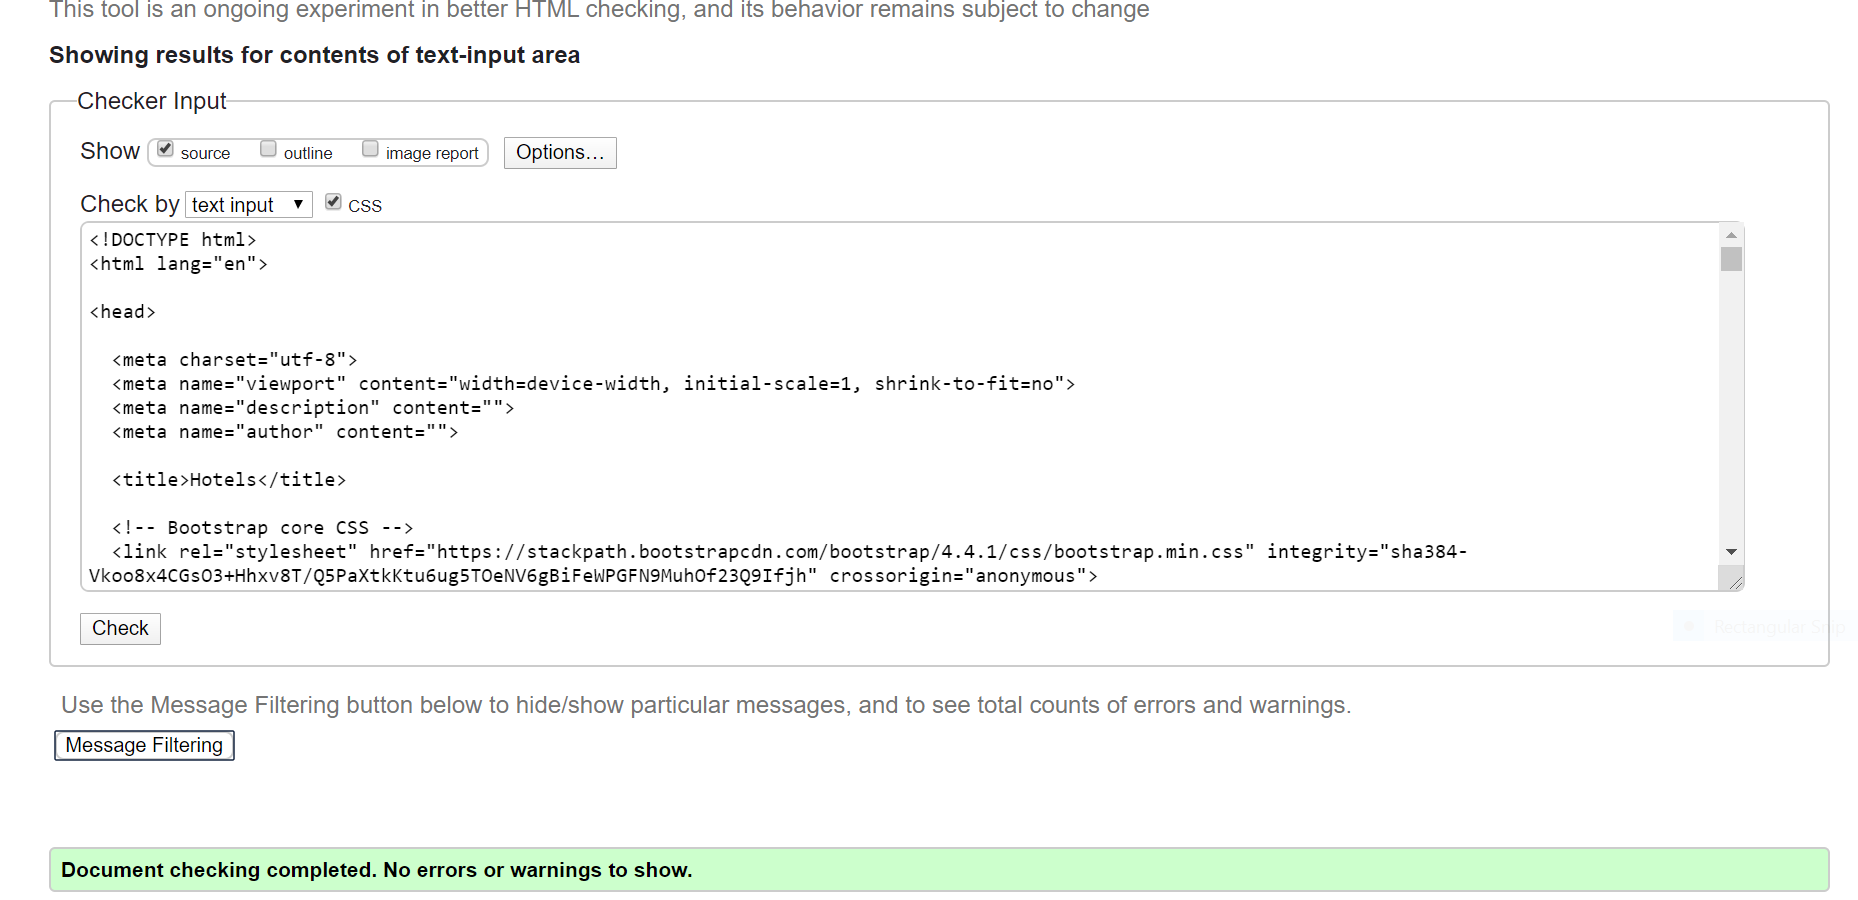 This tool is an ongoing experiment in better HTML checking, and its behavior remains subject to change
Showing results for contents of text-input area
Checker Input
Show source outline image report Options...
Check by text input CSS
<!DOCTYPE html>
<html lang="en">
<head>
<meta charset="utf-8">
<meta name="viewport" content="width=device-width, initial-scale=1, shrink-to-fit=no">
<meta name="description" content="">
<meta name="author" content="">
<title>Hotels</title>
<!-- Bootstrap core CSS -->
<link rel="stylesheet" href="https://stackpath.bootstrapcdn.com/bootstrap/4.4.1/css/bootstrap.min.css" integrity="sha384-
Vkoo8x4CGsO3+Hhxv8T/Q5PaXtkKtu6ug5TOeNV6gBiFeWPGFN9MuhOf23Q9Ifjh" crossorigin="anonymous">
Check
Rectangular Snip
Use the Message Filtering button below to hide/show particular messages, and to see total counts of errors and warnings.
Message Filtering
Document checking completed. No errors or warnings to show.